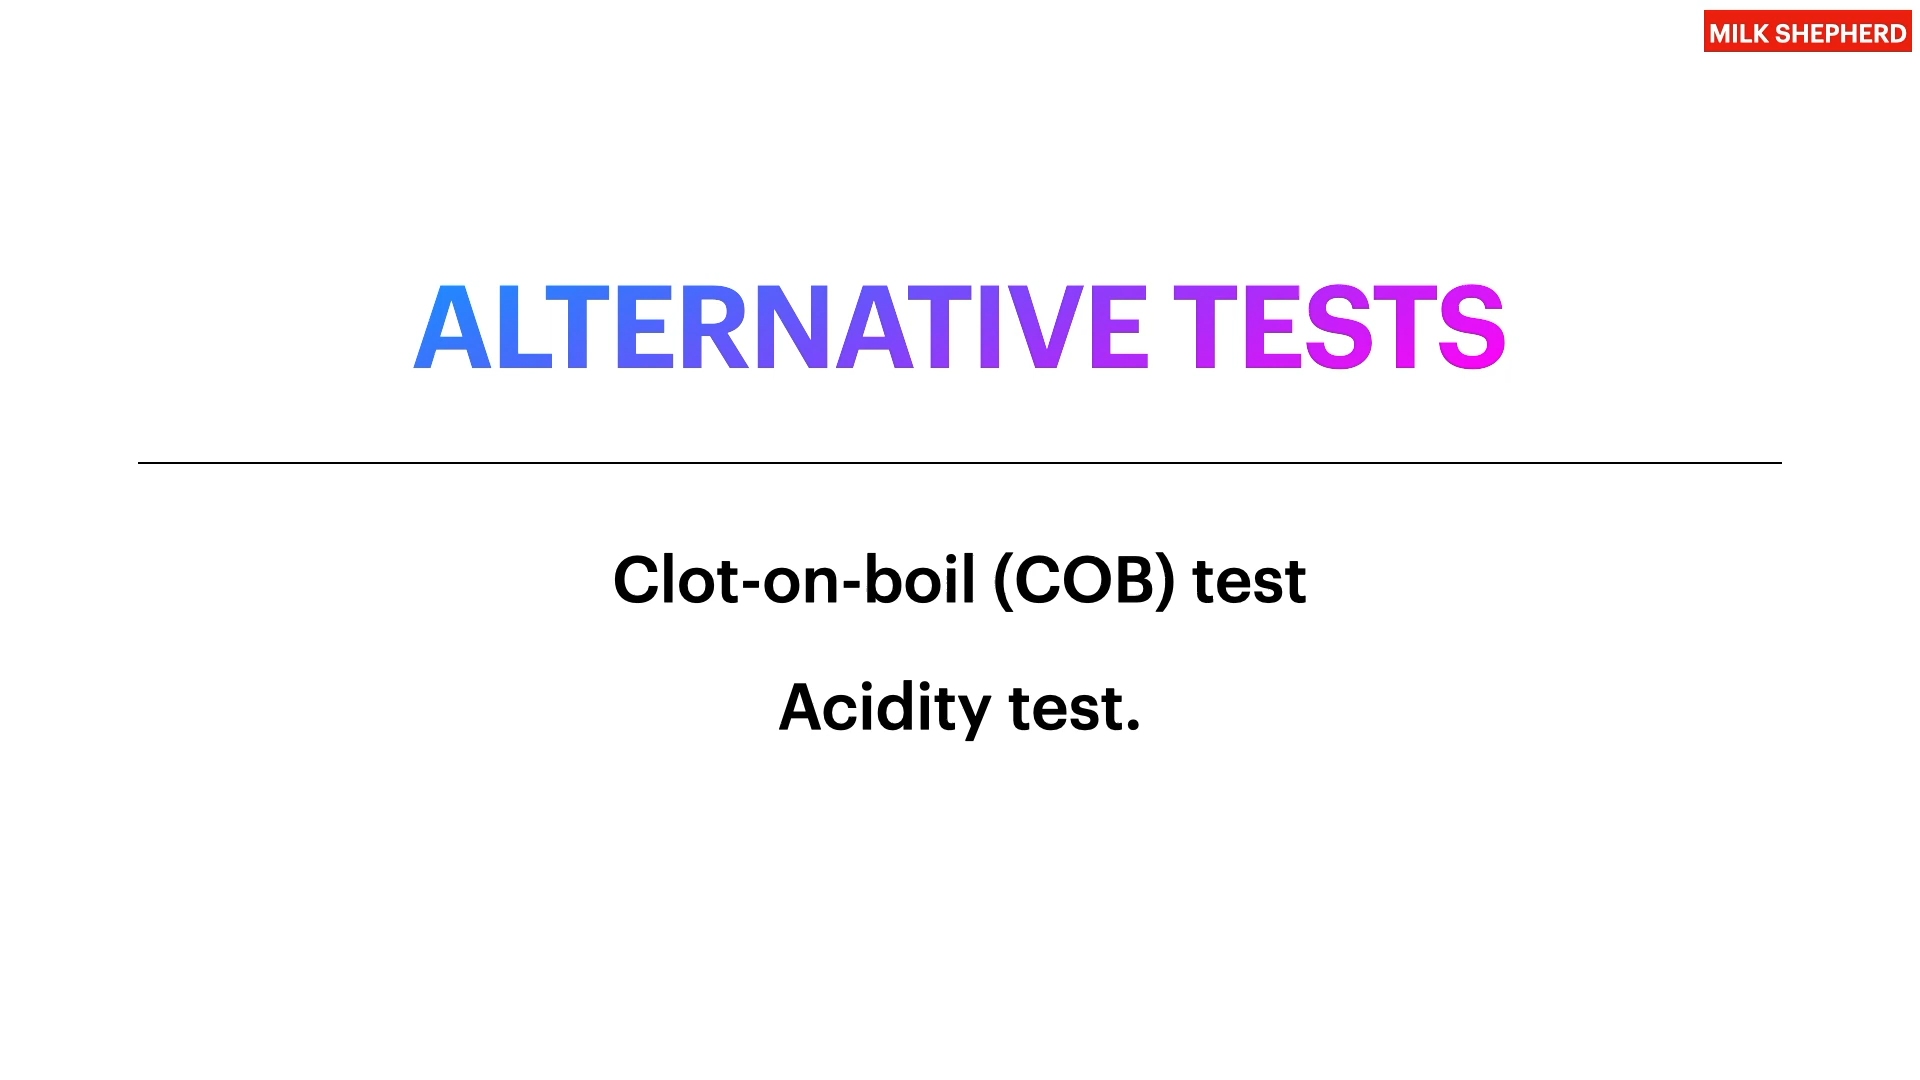 MILK SHEPHERD
ALTERNATIVE TESTS
Clot-on-boil (COB) test
Acidity test.